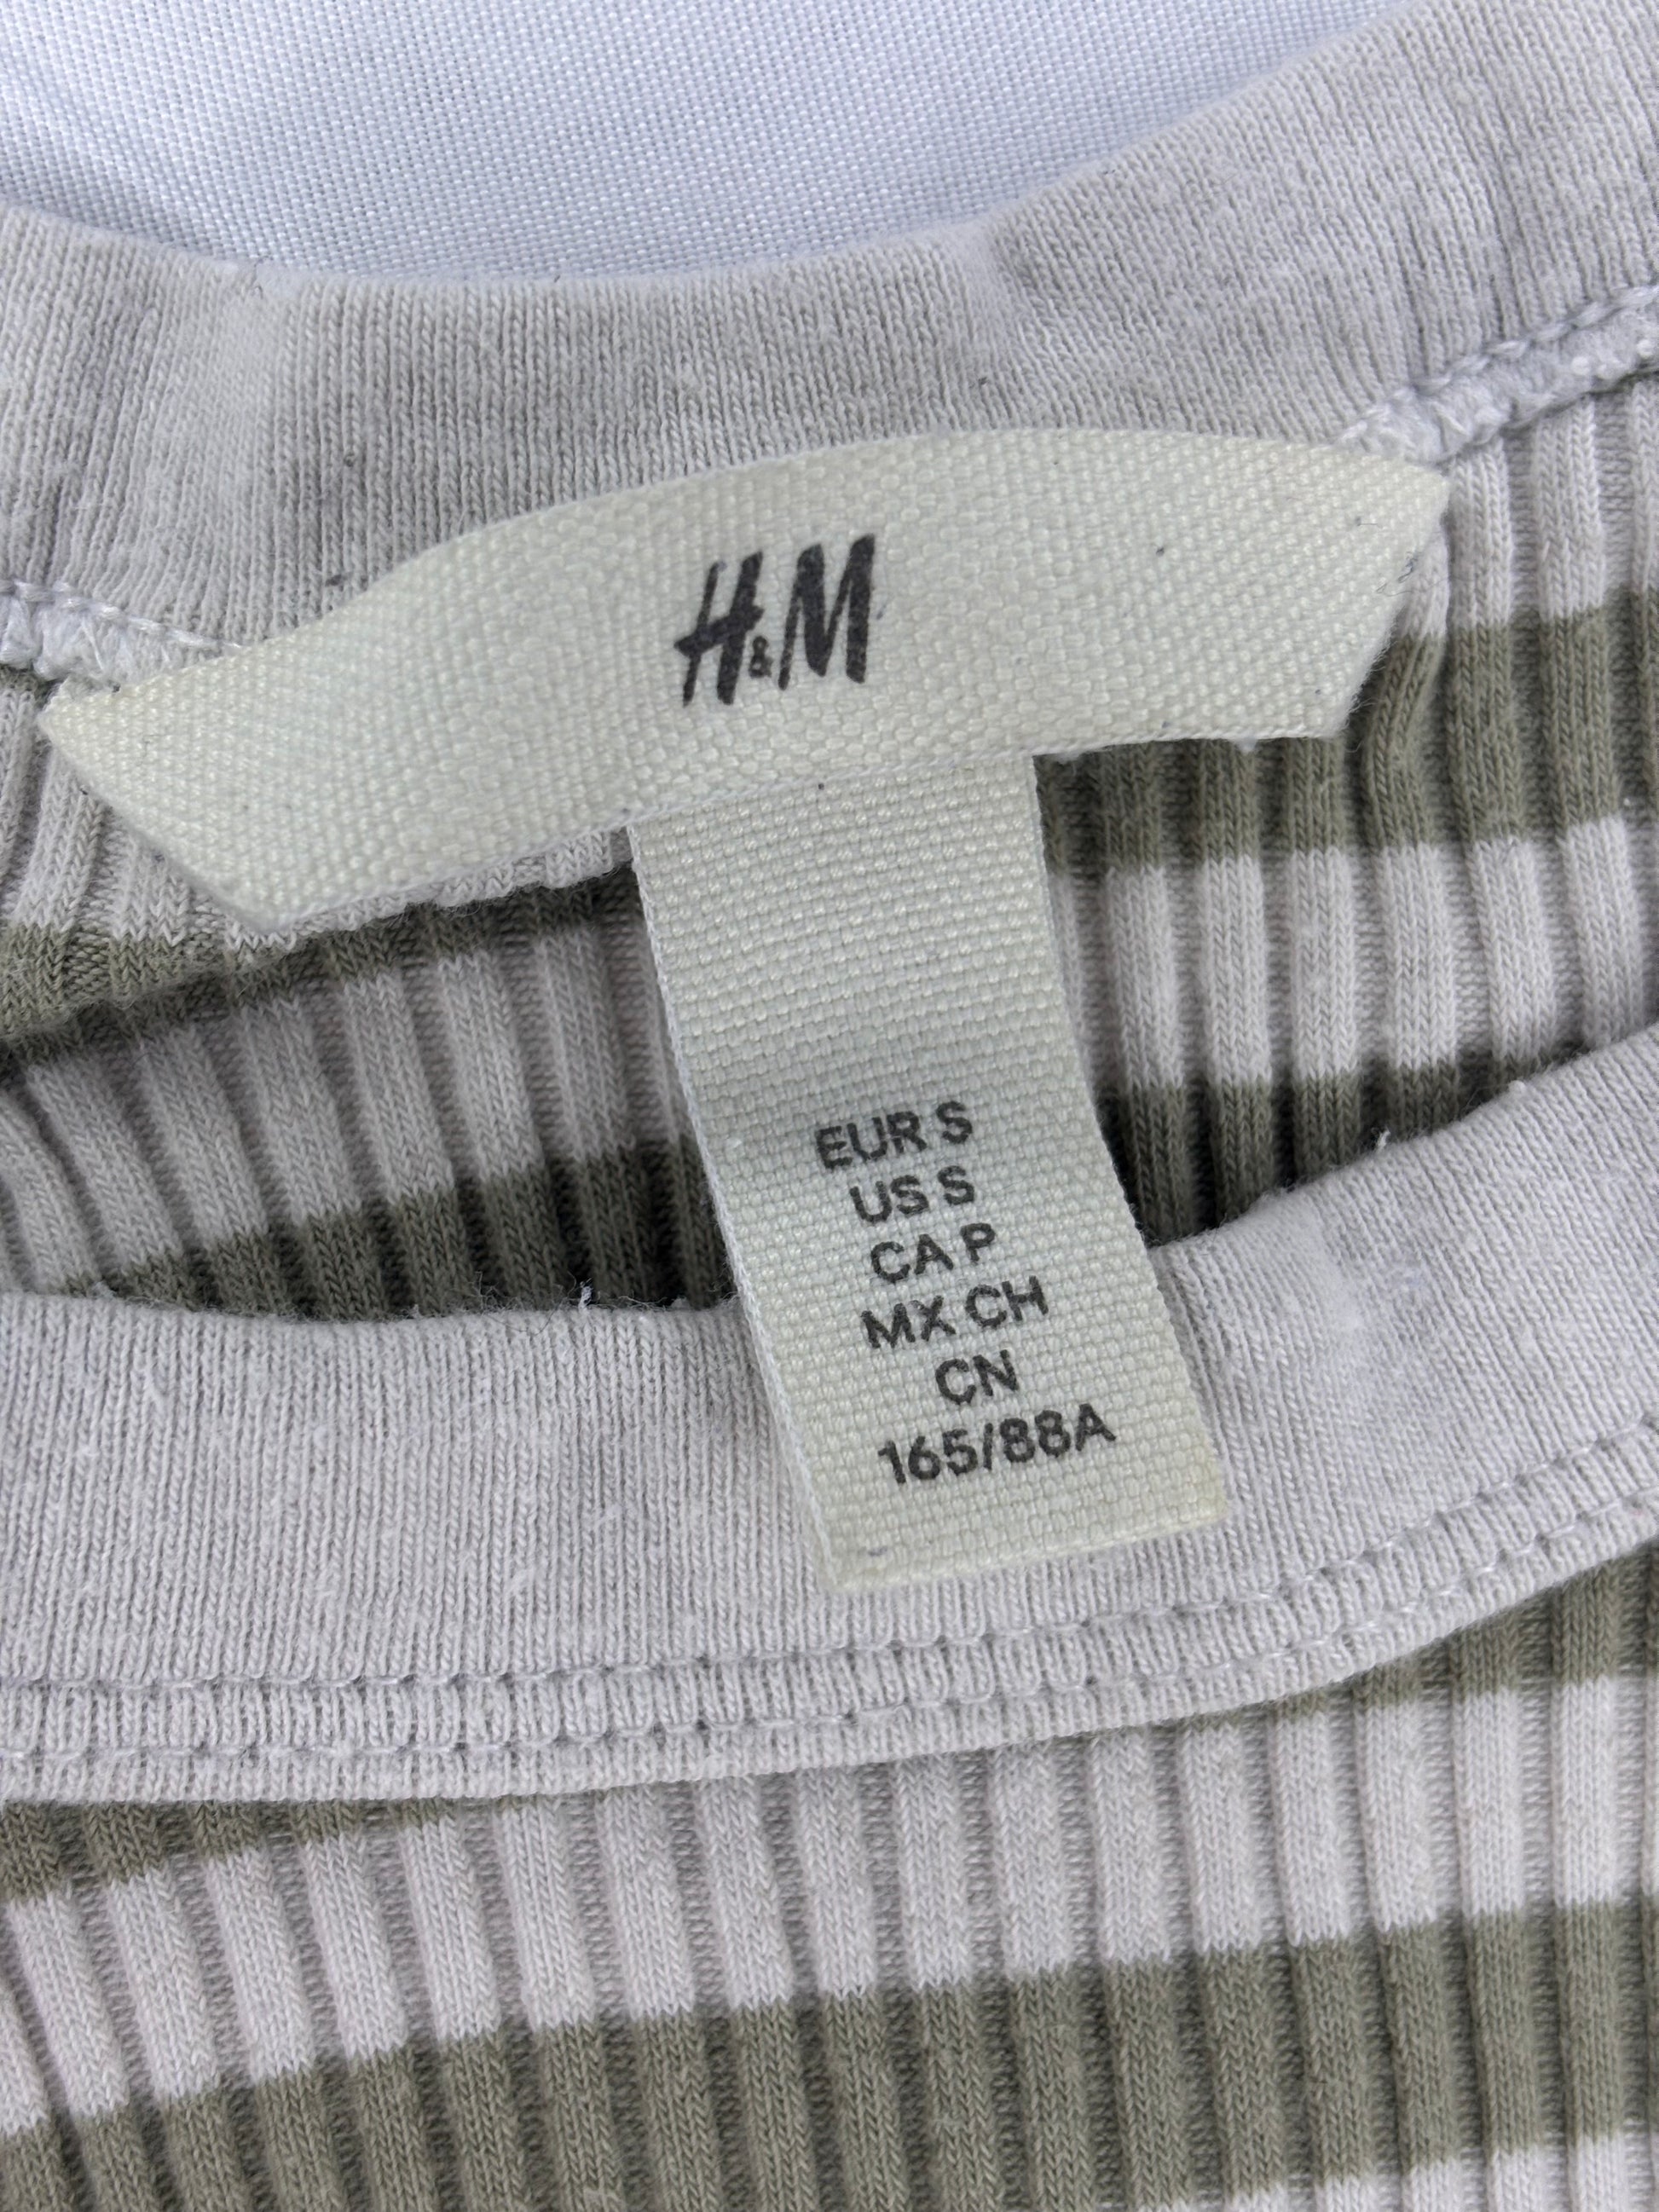 H&M
EUR S
US S
CA P
MX CH
CN
165/88A